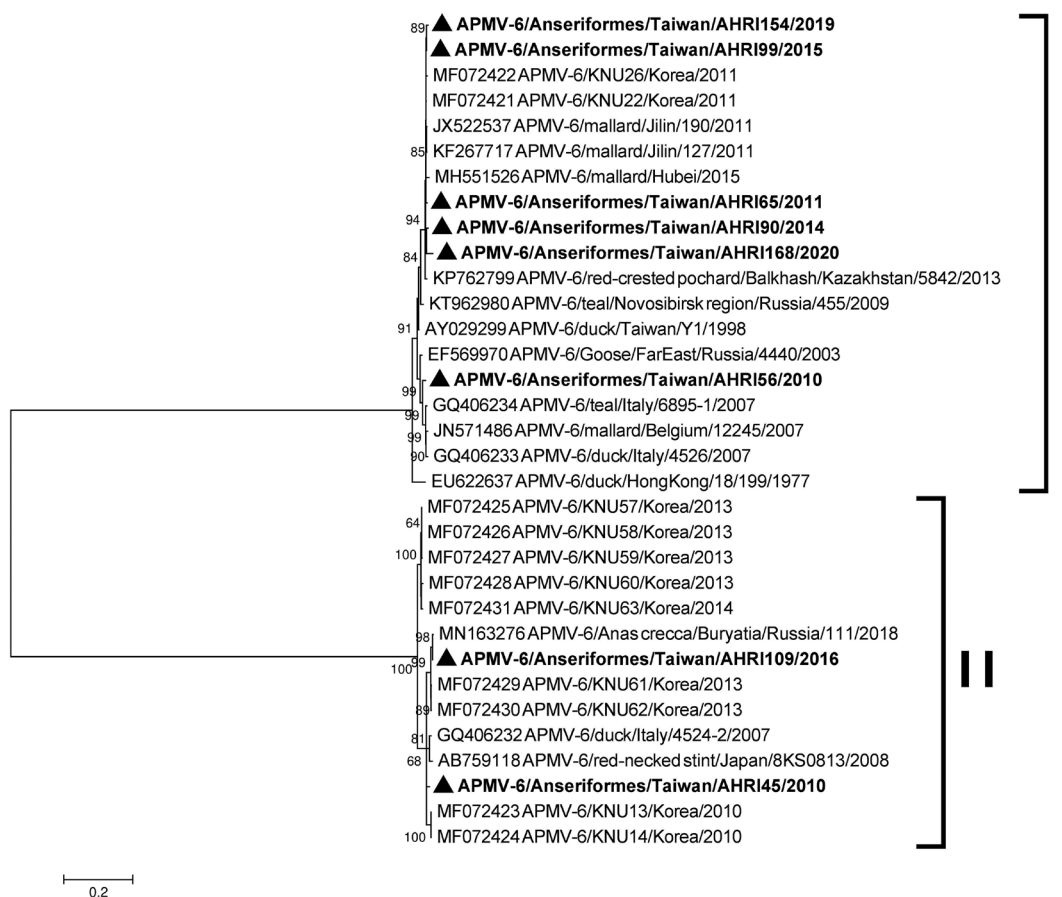 89
▲ APMV-6/Anseriformes/Taiwan/AHRI154/2019
▲ APMV-6/Anseriformes/Taiwan/AHRI99/2015
MF072422 APMV-6/KNU26/Korea/2011
MF072421 APMV-6/KNU22/Korea/2011
JX522537 APMV-6/mallard/Jilin/190/2011
85
KF267717 APMV-6/mallard/Jilin/127/2011
MH551526 APMV-6/mallard/Hubei/2015
▲ APMV-6/Anseriformes/Taiwan/AHRI65/2011
94
▲ APMV-6/Anseriformes/Taiwan/AHRI90/2014
▲ APMV-6/Anseriformes/Taiwan/AHRI168/2020
84
KP762799 APMV-6/red-crested pochard/Balkhash/Kazakhstan/5842/2013
KT962980 APMV-6/teal/Novosibirsk region/Russia/455/2009
91
AY029299 APMV-6/duck/Taiwan/Y1/1998
EF569970 APMV-6/Goose/FarEast/Russia/4440/2003
▲ APMV-6/Anseriformes/Taiwan/AHRI56/2010
99
GQ406234 APMV-6/teal/Italy/6895-1/2007
99
JN571486 APMV-6/mallard/Belgium/12245/2007
99
90
GQ406233 APMV-6/duck/Italy/4526/2007
EU622637 APMV-6/duck/HongKong/18/199/1977
MF072425 APMV-6/KNU57/Korea/2013
64
MF072426 APMV-6/KNU58/Korea/2013
100
MF072427 APMV-6/KNU59/Korea/2013
MF072428 APMV-6/KNU60/Korea/2013
MF072431 APMV-6/KNU63/Korea/2014
98
MN163276 APMV-6/Anas crecca/Buryatia/Russia/111/2018
▲ APMV-6/Anseriformes/Taiwan/AHRI109/2016
II
100
99
MF072429 APMV-6/KNU61/Korea/2013
89
MF072430 APMV-6/KNU62/Korea/2013
81
GQ406232 APMV-6/duck/Italy/4524-2/2007
68
AB759118 APMV-6/red-necked stint/Japan/8KS0813/2008
▲ APMV-6/Anseriformes/Taiwan/AHRI45/2010
MF072423 APMV-6/KNU13/Korea/2010
100
MF072424 APMV-6/KNU14/Korea/2010
0.2